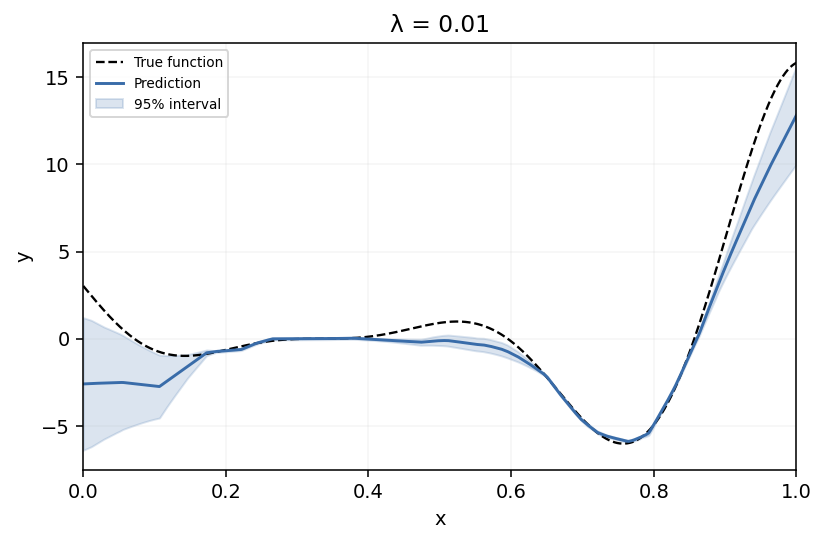 λ = 0.01
True function
Prediction
95% interval
15
10
5
0
−5
y
0.0 0.2 0.4 0.6 0.8 1.0
x